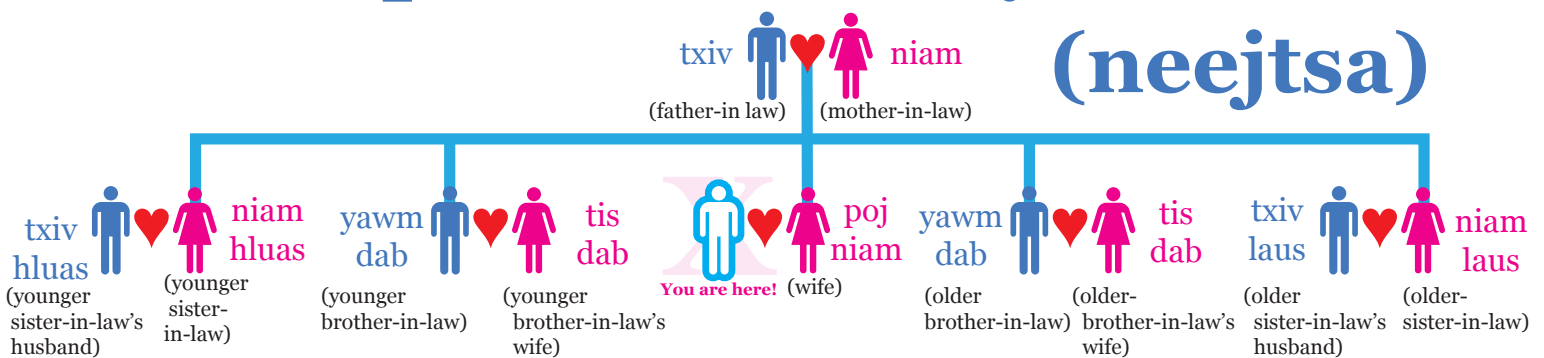 txiv
niam
(neejtsa)
(father-in law)
(mother-in-law)
txiv
hluas
niam
hluas
yawm
dab
tis
dab
X
You are here!
poj
niam
yawm
dab
tis
dab
txiv
laus
niam
laus
(younger
sister-in-law's
husband)
(younger
sister-
in-law)
(younger
brother-in-law)
(younger
brother-in-law's
wife)
(wife)
(older
brother-in-law)
(older-
brother-in-law's
wife)
(older
sister-in-law's
husband)
(older-
sister-in-law)